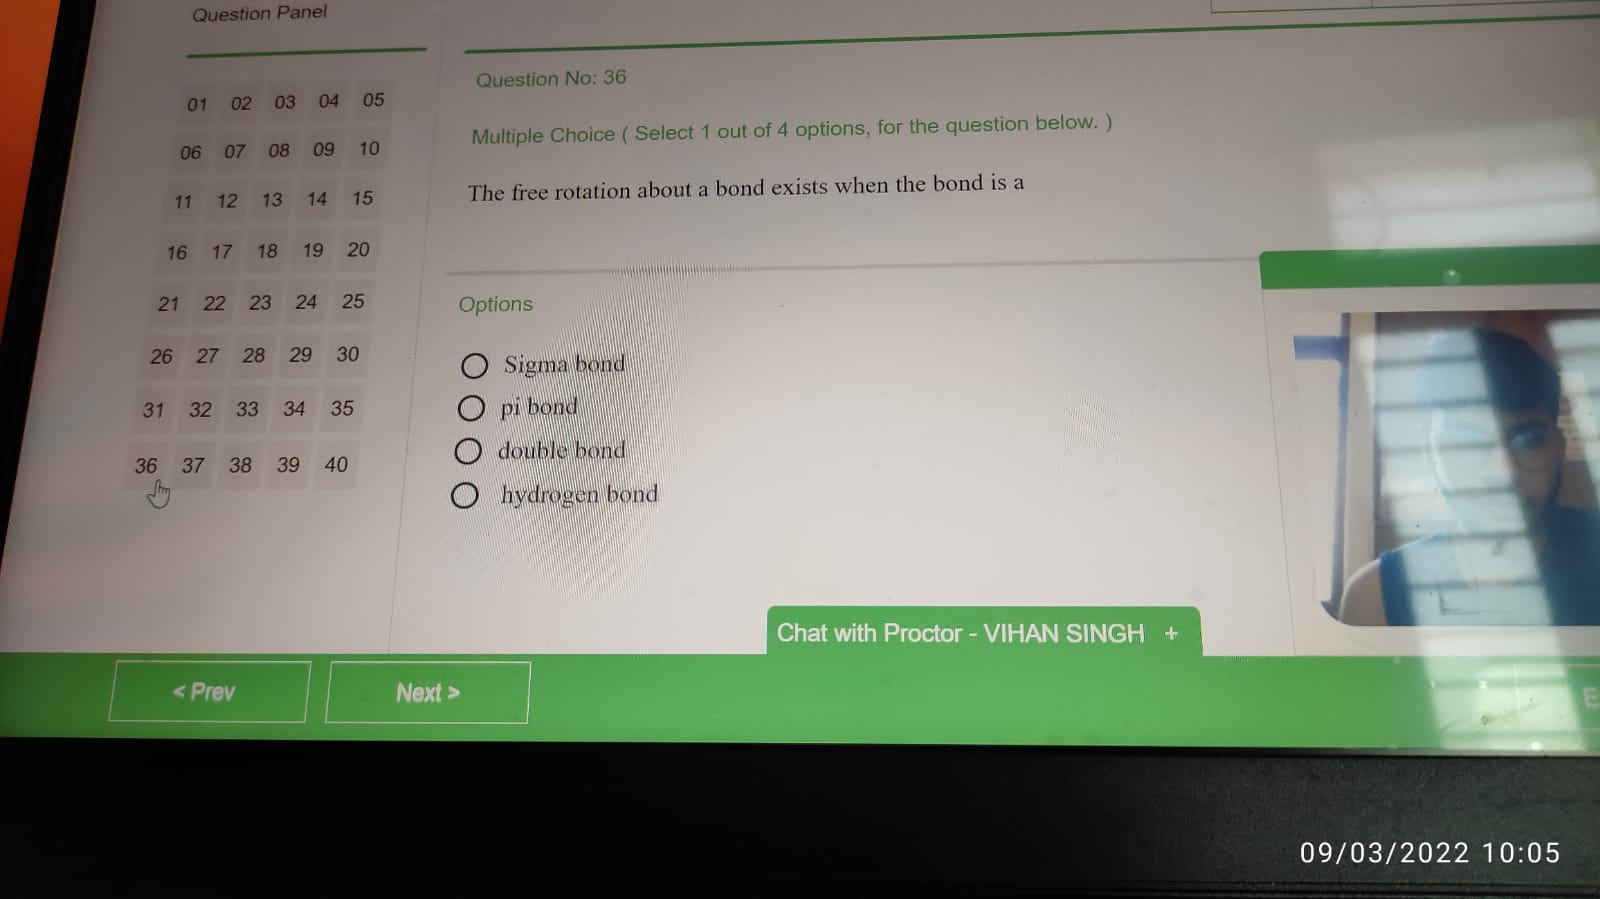 Question Panel
01 02 03 04 05
06 07 08 09 10
11 12 13 14 15
16 17 18 19 20
21 22 23 24 25
26 27 28 29 30
31 32 33 34 35
36 37 38 39 40
Question No: 36
Multiple Choice ( Select 1 out of 4 options, for the question below. )
The free rotation about a bond exists when the bond is a
Options
Sigma bond
pi bond
double bond
hydrogen bond
Chat with Proctor - VIHAN SINGH +
< Prev
Next >
09/03/2022 10:05